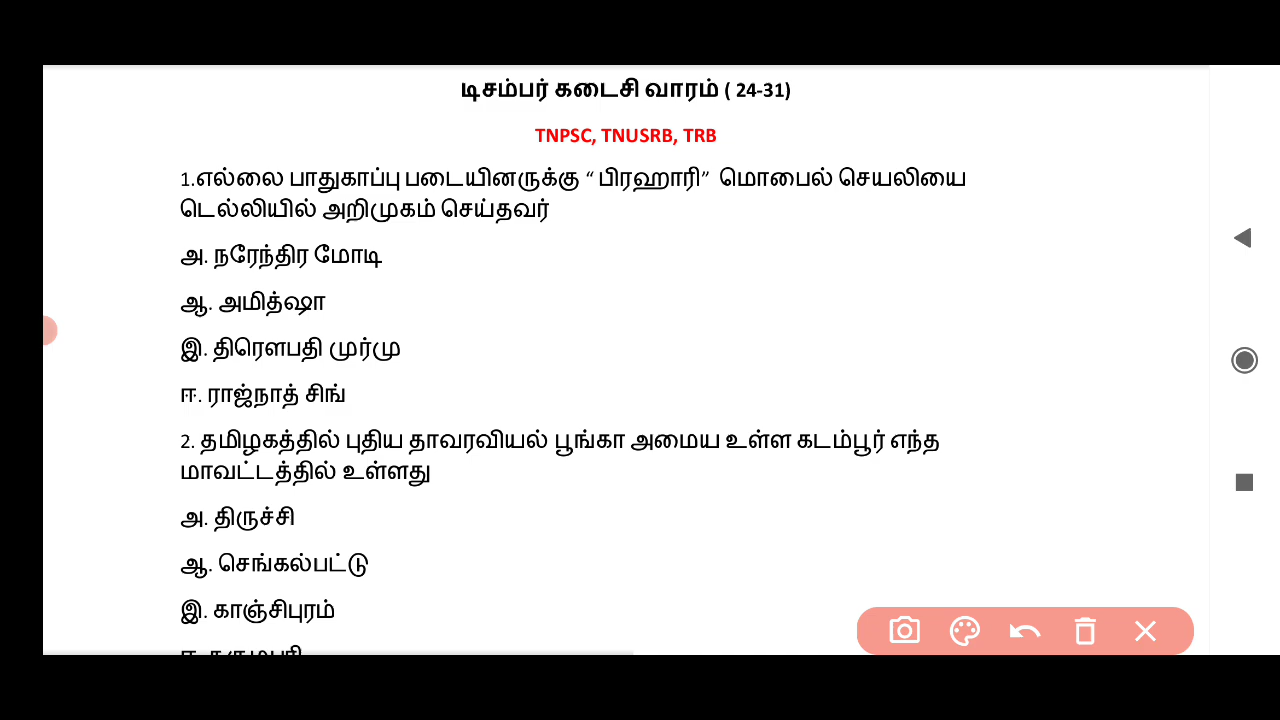 டிசம்பர் கடைசி வாரம் ( 24-31)
TNPSC, TNUSRB, TRB
1.எல்லை பாதுகாப்பு படையினருக்கு “ பிரஹாரி” மொபைல் செயலியை
டெல்லியில் அறிமுகம் செய்தவர்
அ. நரேந்திர மோடி
ஆ. அமித்ஷா
இ. திரௌபதி முர்மு
ஈ. ராஜ்நாத் சிங்
2. தமிழகத்தில் புதிய தாவரவியல் பூங்கா அமைய உள்ள கடம்பூர் எந்த
மாவட்டத்தில் உள்ளது
அ. திருச்சி
ஆ. செங்கல்பட்டு
இ. காஞ்சிபுரம்